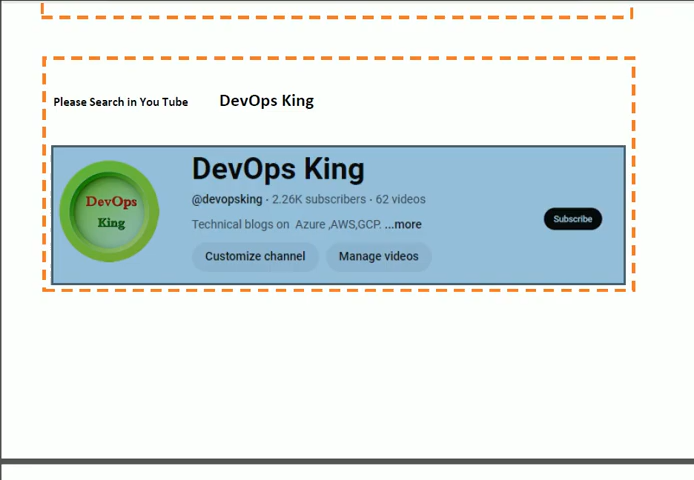 Please Search in You Tube DevOps King
DevOps King
DevOps
King
@devopsking - 2.26K subscribers - 62 videos
Technical blogs on Azure ,AWS,GCP. ...more
Subscribe
Customize channel Manage videos